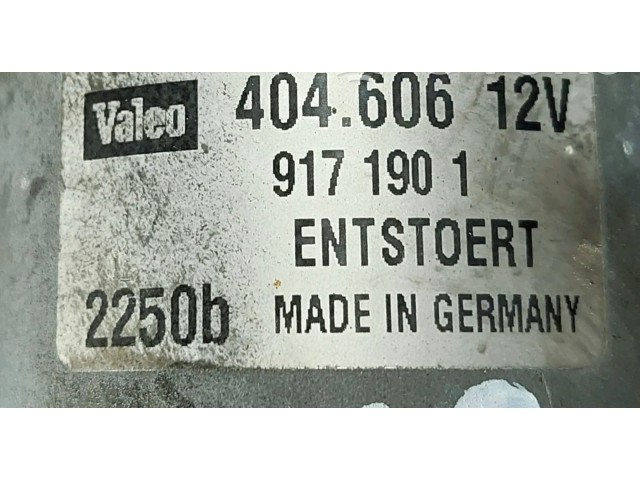 Valeo 404.606 12V
917 190 1
ENTSTOERT
2250b MADE IN GERMANY